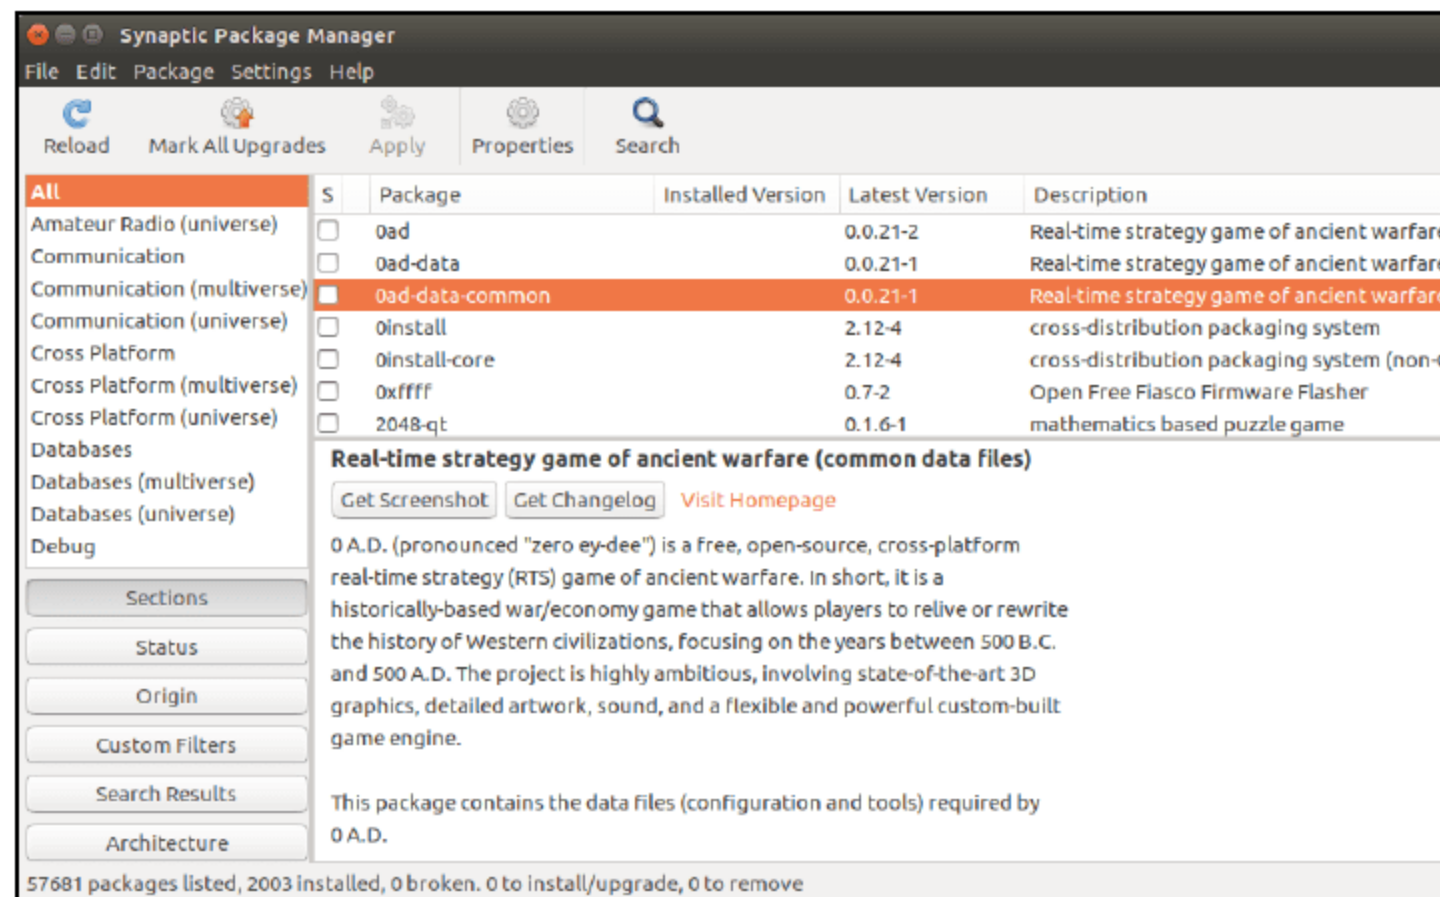 Synaptic Package Manager
File Edit Package Settings Help
Reload Mark All Upgrades Apply Properties Search
All
Amateur Radio (universe)
Communication
Communication (multiverse)
Communication (universe)
Cross Platform
Cross Platform (multiverse)
Cross Platform (universe)
Databases
Databases (multiverse)
Databases (universe)
Debug
Sections
Status
Origin
Custom Filters
Search Results
Architecture
S Package Installed Version Latest Version Description
0ad 0.0.21-2 Real-time strategy game of ancient warfare
0ad-data 0.0.21-1 Real-time strategy game of ancient warfare
0ad-data-common 0.0.21-1 Real-time strategy game of ancient warfare
0install 2.12-4 cross-distribution packaging system
0install-core 2.12-4 cross-distribution packaging system (non-
0xffff 0.7-2 Open Free Fiasco Firmware Flasher
2048-qt 0.1.6-1 mathematics based puzzle game
Real-time strategy game of ancient warfare (common data files)
Get Screenshot Get Changelog Visit Homepage
0 A.D. (pronounced "zero ey-dee") is a free, open-source, cross-platform
real-time strategy (RTS) game of ancient warfare. In short, it is a
historically-based war/economy game that allows players to relive or rewrite
the history of Western civilizations, focusing on the years between 500 B.C.
and 500 A.D. The project is highly ambitious, involving state-of-the-art 3D
graphics, detailed artwork, sound, and a flexible and powerful custom-built
game engine.
This package contains the data files (configuration and tools) required by
0 A.D.
57681 packages listed, 2003 installed, 0 broken. 0 to install/upgrade, 0 to remove